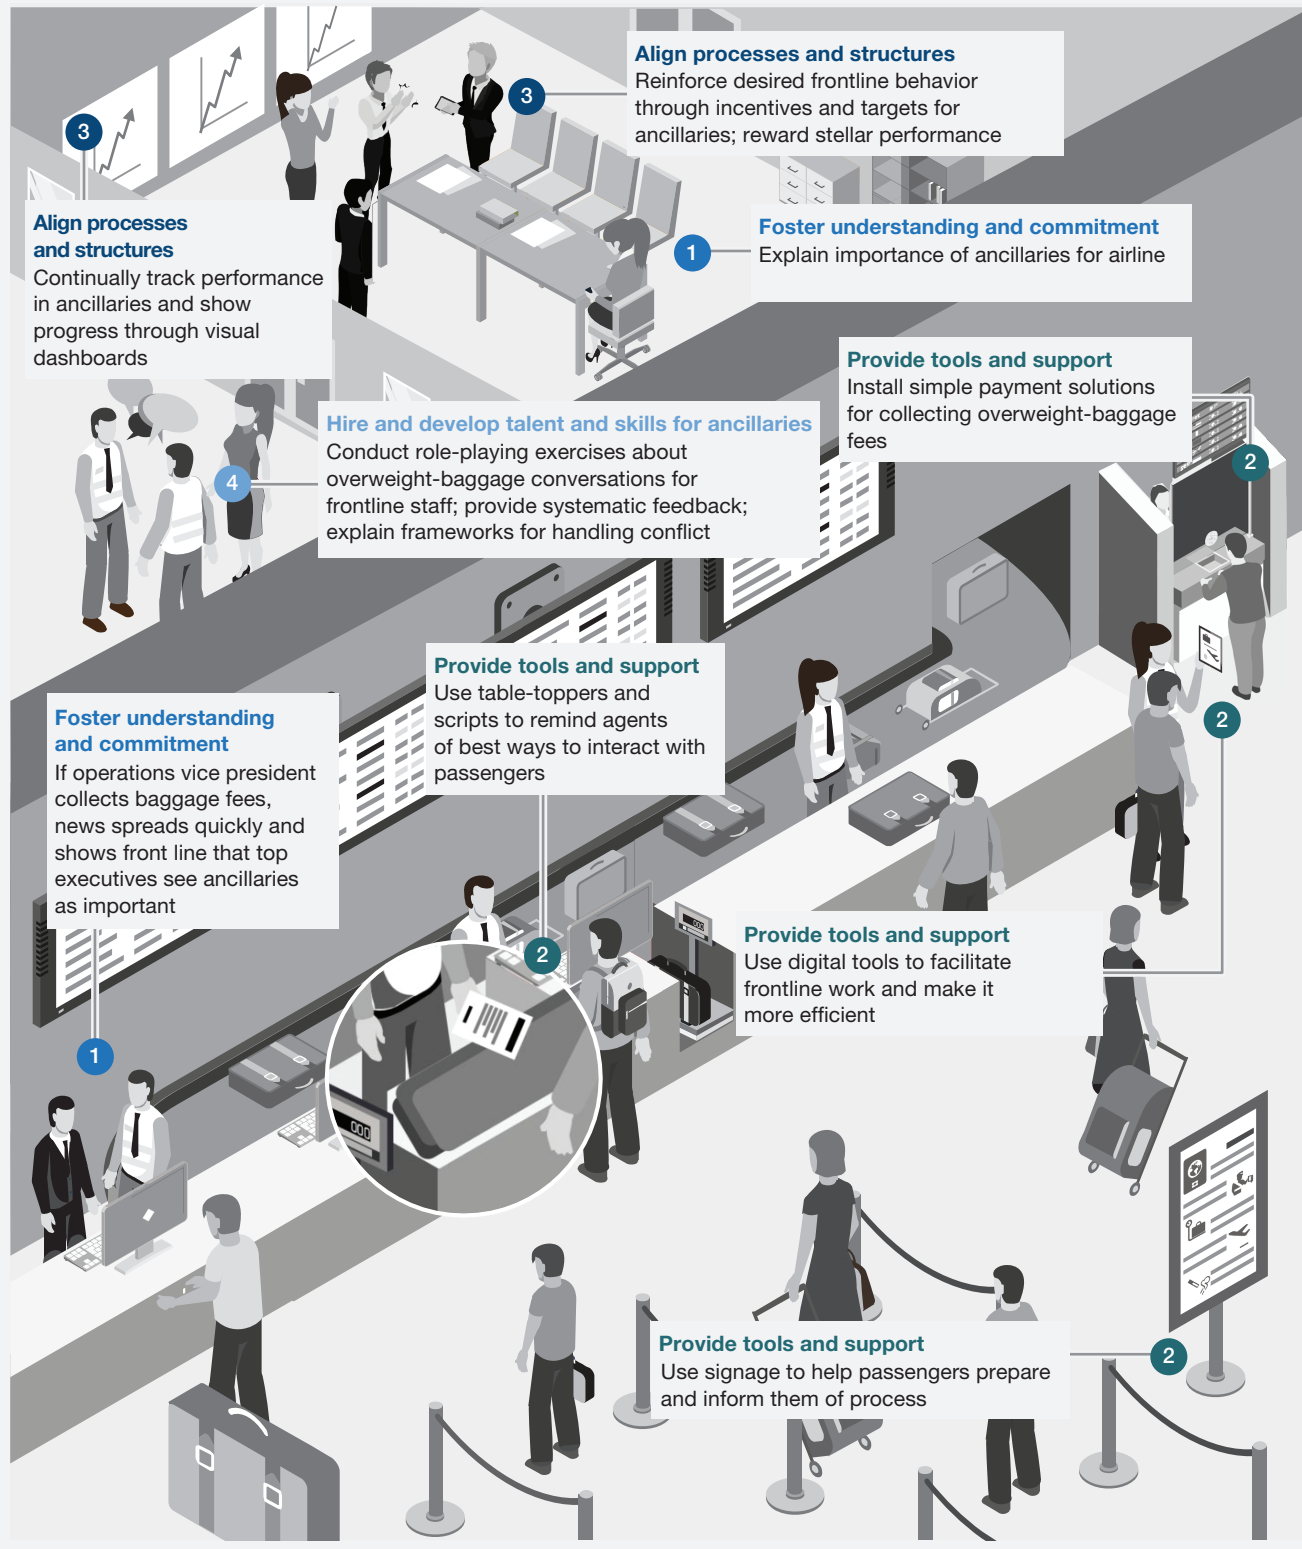 Align processes and structures
Reinforce desired frontline behavior
through incentives and targets for
ancillaries; reward stellar performance
3
3
Align processes
and structures
Continually track performance
in ancillaries and show
progress through visual
dashboards
1
Foster understanding and commitment
Explain importance of ancillaries for airline
Provide tools and support
Install simple payment solutions
for collecting overweight-baggage
fees
2
Hire and develop talent and skills for ancillaries
Conduct role-playing exercises about
overweight-baggage conversations for
frontline staff; provide systematic feedback;
explain frameworks for handling conflict
4
Provide tools and support
Use table-toppers and
scripts to remind agents
of best ways to interact with
passengers
2
Foster understanding
and commitment
If operations vice president
collects baggage fees,
news spreads quickly and
shows front line that top
executives see ancillaries
as important
1
2
Provide tools and support
Use digital tools to facilitate
frontline work and make it
more efficient
000
000
Provide tools and support
Use signage to help passengers prepare
and inform them of process
2